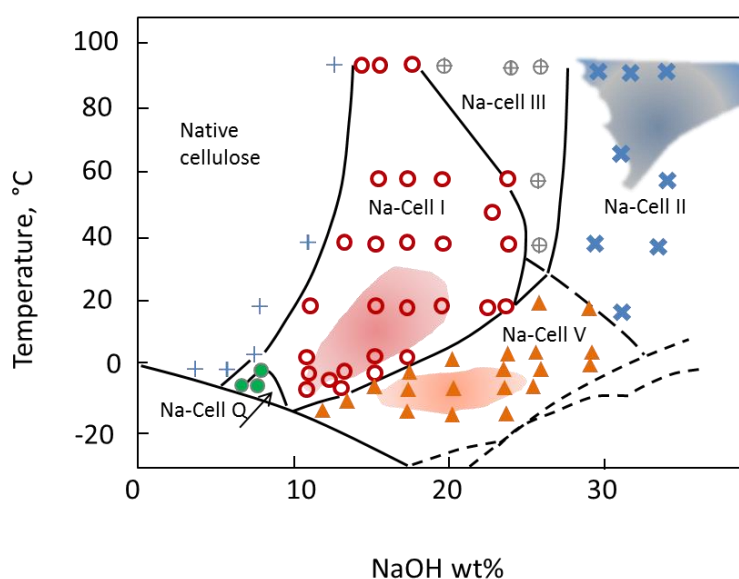 100
80
60
40
20
0
-20
Temperature, °C
Native
cellulose
Na-cell III
Na-Cell I
Na-Cell II
Na-Cell V
Na-Cell Q
0
10
20
30
NaOH wt%